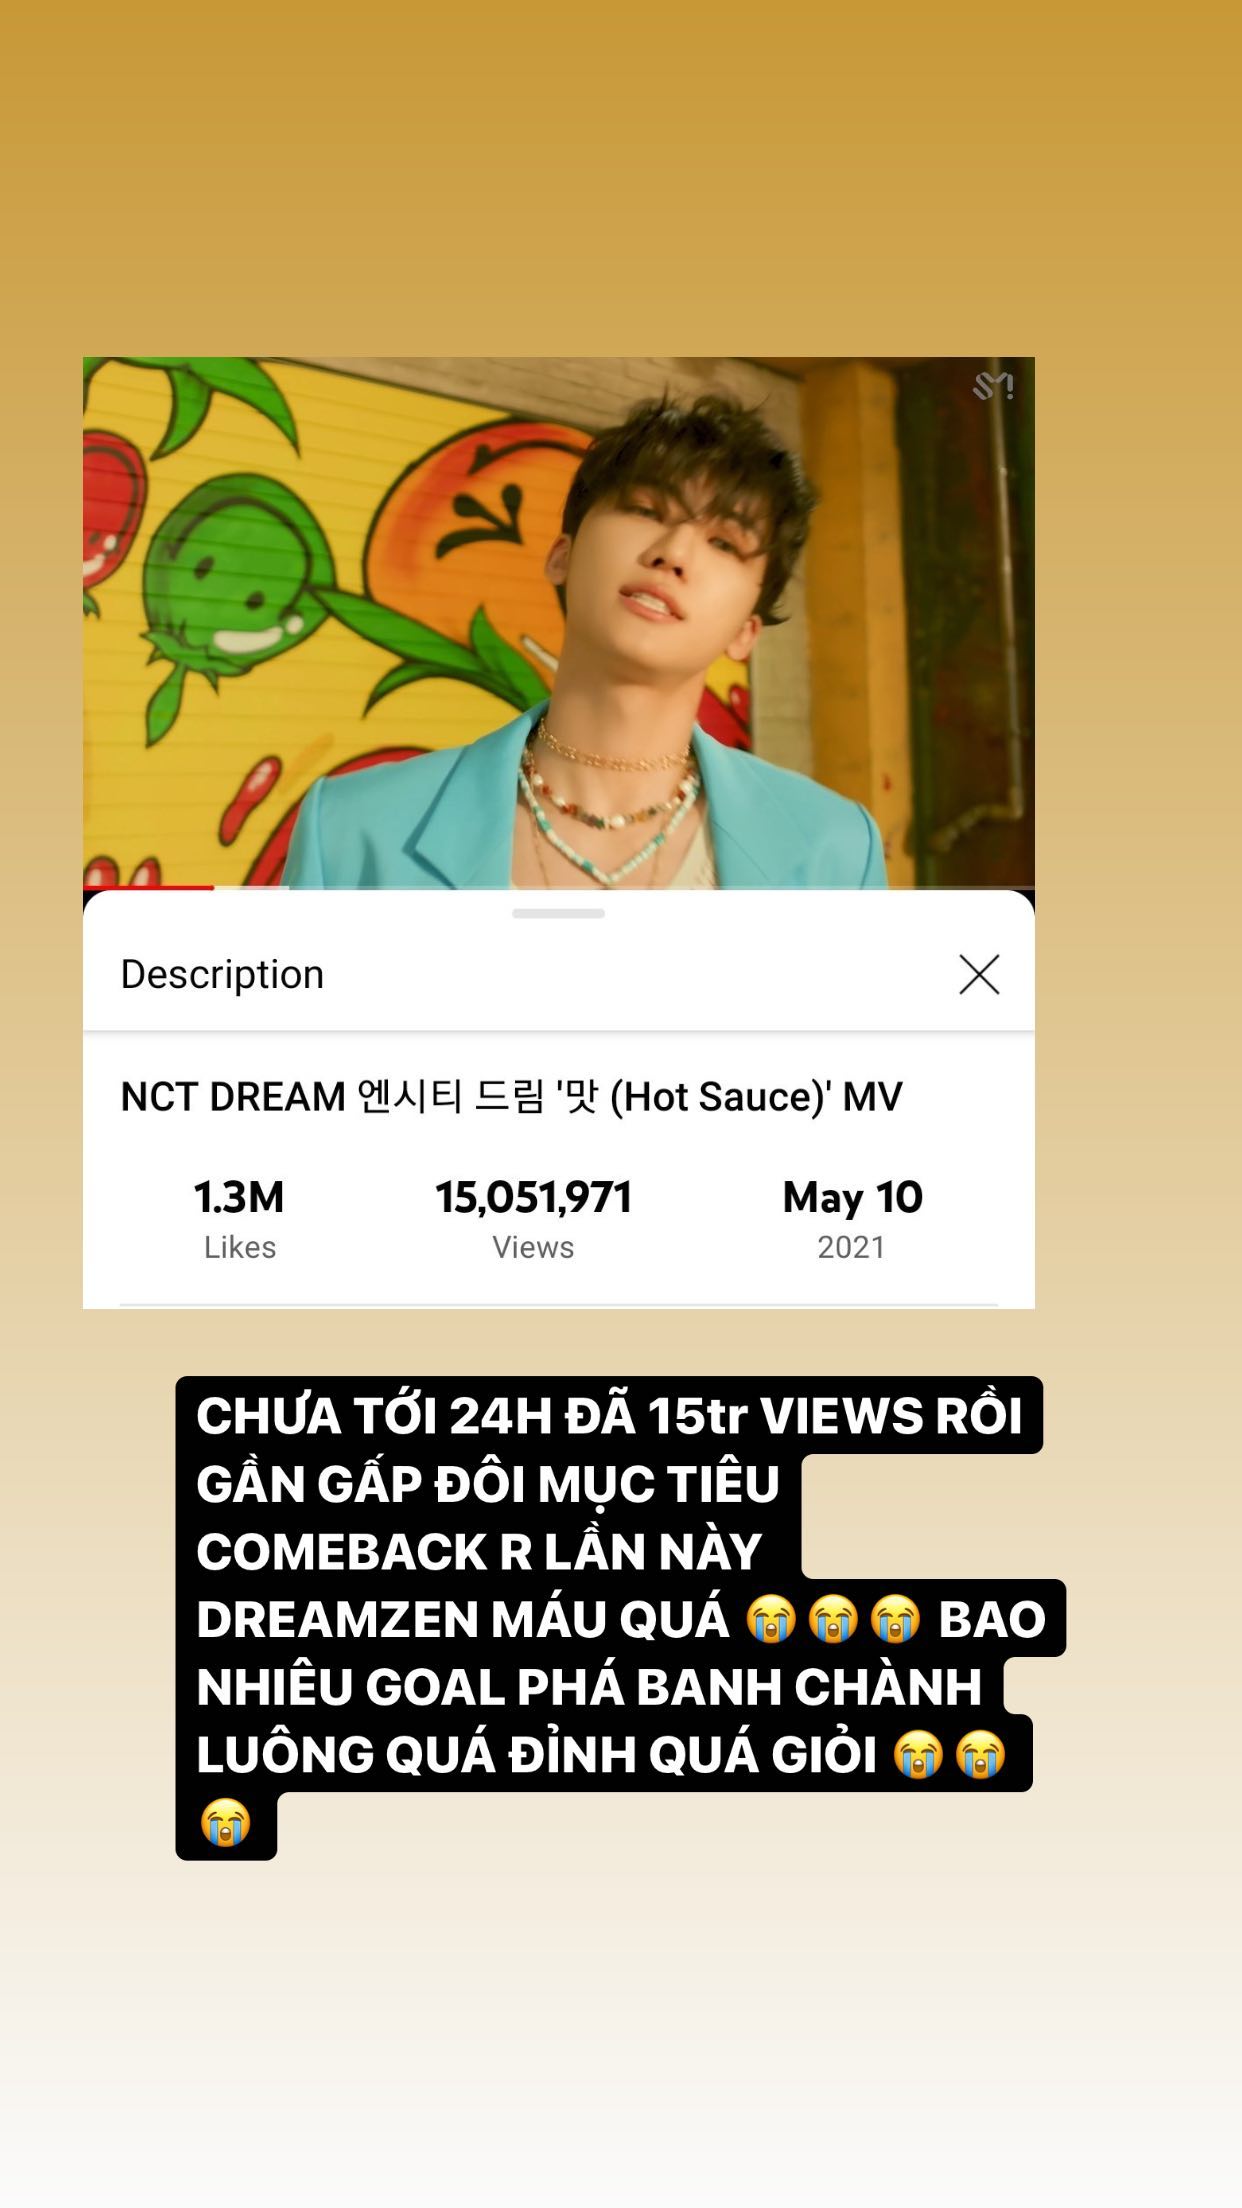 SM!
Description
NCT DREAM 엔시티 드림 '맛 (Hot Sauce)' MV
1.3M 15,051,971 May 10
Likes Views 2021
CHƯA TỚI 24H ĐÃ 15tr VIEWS RỒI
GẦN GẤP ĐÔI MỤC TIÊU
COMEBACK R LẦN NÀY
DREAMZEN MÁU QUÁ 😭😭😭 BAO
NHIÊU GOAL PHÁ BANH CHÀNH
LUÔNG QUÁ ĐỈNH QUÁ GIỎI 😭😭
😭